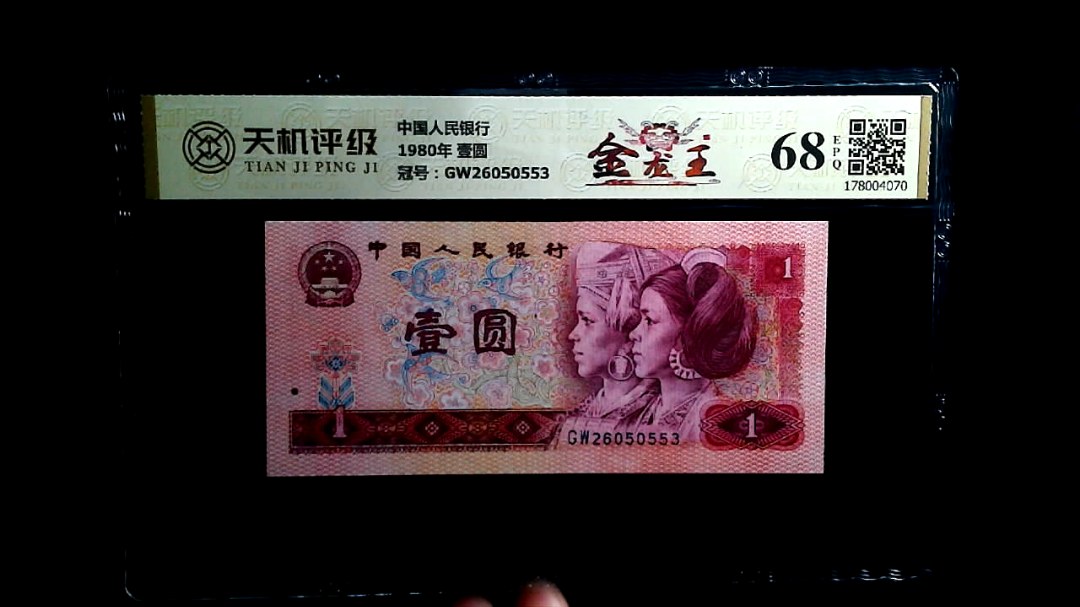 天机评级
TIAN JI PING JI
中国人民银行
1980年 壹圆
冠号：GW26050553
金龙王
68
EPQ
178004070
中国人民银行
1
壹圆
1
GW26050553
1